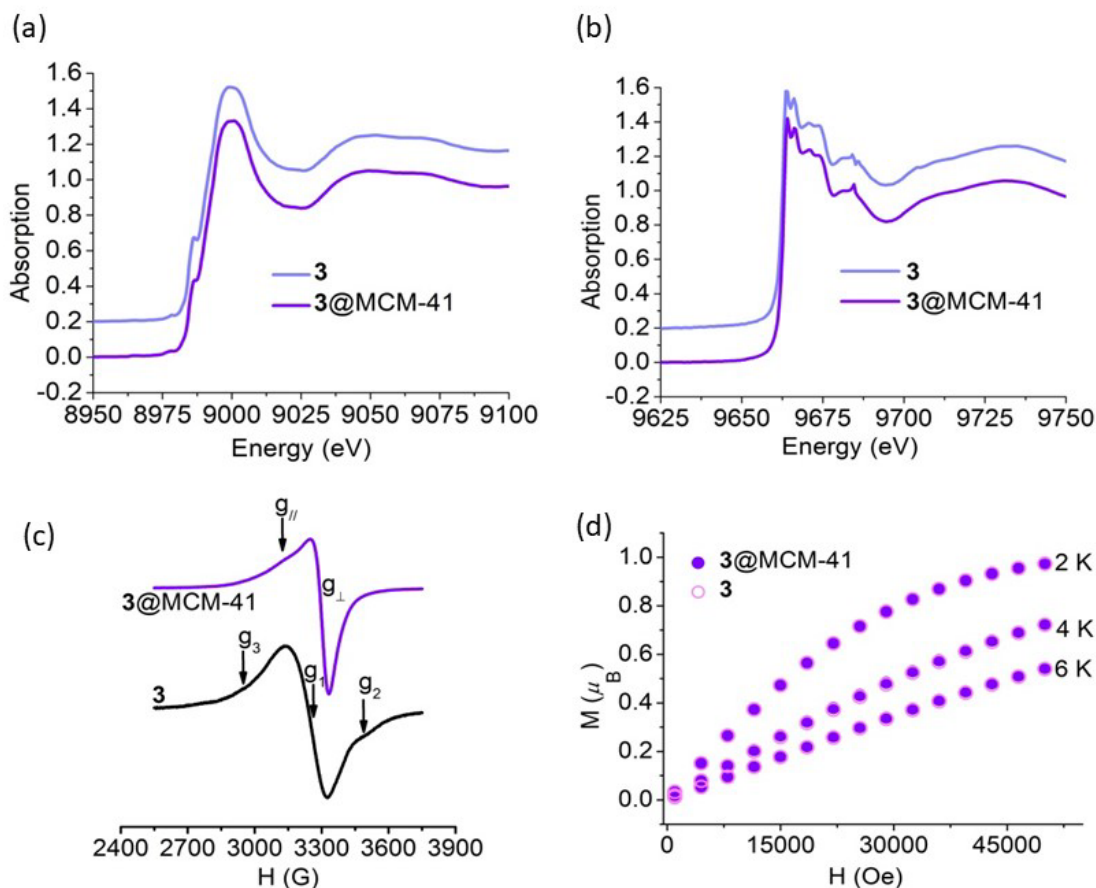 (a)
1.6
1.4
1.2
1.0
0.8
0.6
0.4
0.2
0.0
-0.2
Absorption
3
3@MCM-41
8950 8975 9000 9025 9050 9075 9100
Energy (eV)
(b)
1.6
1.4
1.2
1.0
0.8
0.6
0.4
0.2
0.0
-0.2
Absorption
3
3@MCM-41
9625 9650 9675 9700 9725 9750
Energy (eV)
(c)
g//
3@MCM-41
g⊥
g3
3
g1
g2
2400 2700 3000 3300 3600 3900
H (G)
(d)
1.0
0.8
0.6
0.4
0.2
0.0
M (μB)
3@MCM-41
3
2 K
4 K
6 K
0 15000 30000 45000
H (Oe)